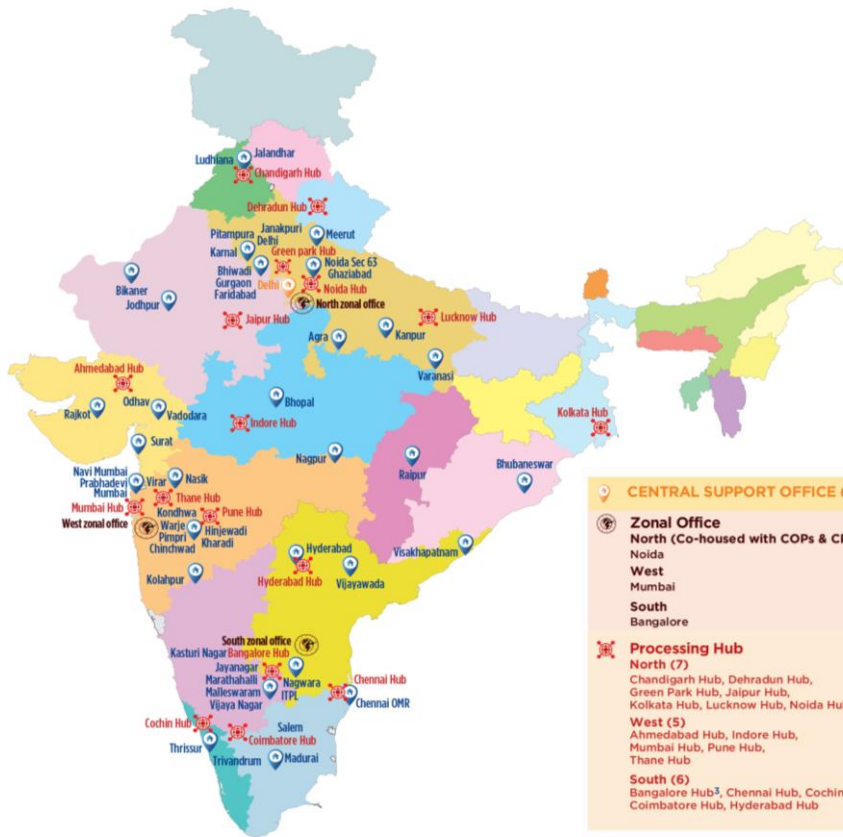 Jalandhar
Ludhiana
Chandigarh Hub
Dehradun Hub
Janakpuri
Pitampura
Delhi
Meerut
Karnal
Green park Hub
Bhiwadi
Noida Sec 63
Gurgaon
Ghaziabad
Faridabad
Delhi
Noida Hub
North zonal office
Bikaner
Jodhpur
Jaipur Hub
Lucknow Hub
Agra
Kanpur
Varanasi
Ahmedabad Hub
Odhav
Rajkot
Vadodara
Bhopal
Indore Hub
Kolkata Hub
Surat
Nagpur
Raipur
Bhubaneswar
Navi Mumbai
Prabhadevi
Mumbai
Virar
Nasik
Thane Hub
Mumbai Hub
Kondhwa
Pune Hub
West zonal office
Warje
Pimpri
Chinchwad
Hinjewadi
Kharadi
Kolahpur
Hyderabad
Hyderabad Hub
Vijayawada
Visakhapatnam
South zonal office
Kasturi Nagar
Bangalore Hub
Jayanagar
Marathahalli
Malleswaram
Vijaya Nagar
Nagwara
ITPL
Chennai Hub
Chennai OMR
Cochin Hub
Salem
Coimbatore Hub
Thrissur
Trivandrum
Madurai
CENTRAL SUPPORT OFFICE
Zonal Office
North (Co-housed with COPs &
Noida
West
Mumbai
South
Bangalore
Processing Hub
North (7)
Chandigarh Hub, Dehradun Hub,
Green Park Hub, Jaipur Hub,
Kolkata Hub, Lucknow Hub, Noida
West (5)
Ahmedabad Hub, Indore Hub,
Mumbai Hub, Pune Hub,
Thane Hub
South (6)
Bangalore Hub³, Chennai Hub, Cochin
Coimbatore Hub, Hyderabad Hub